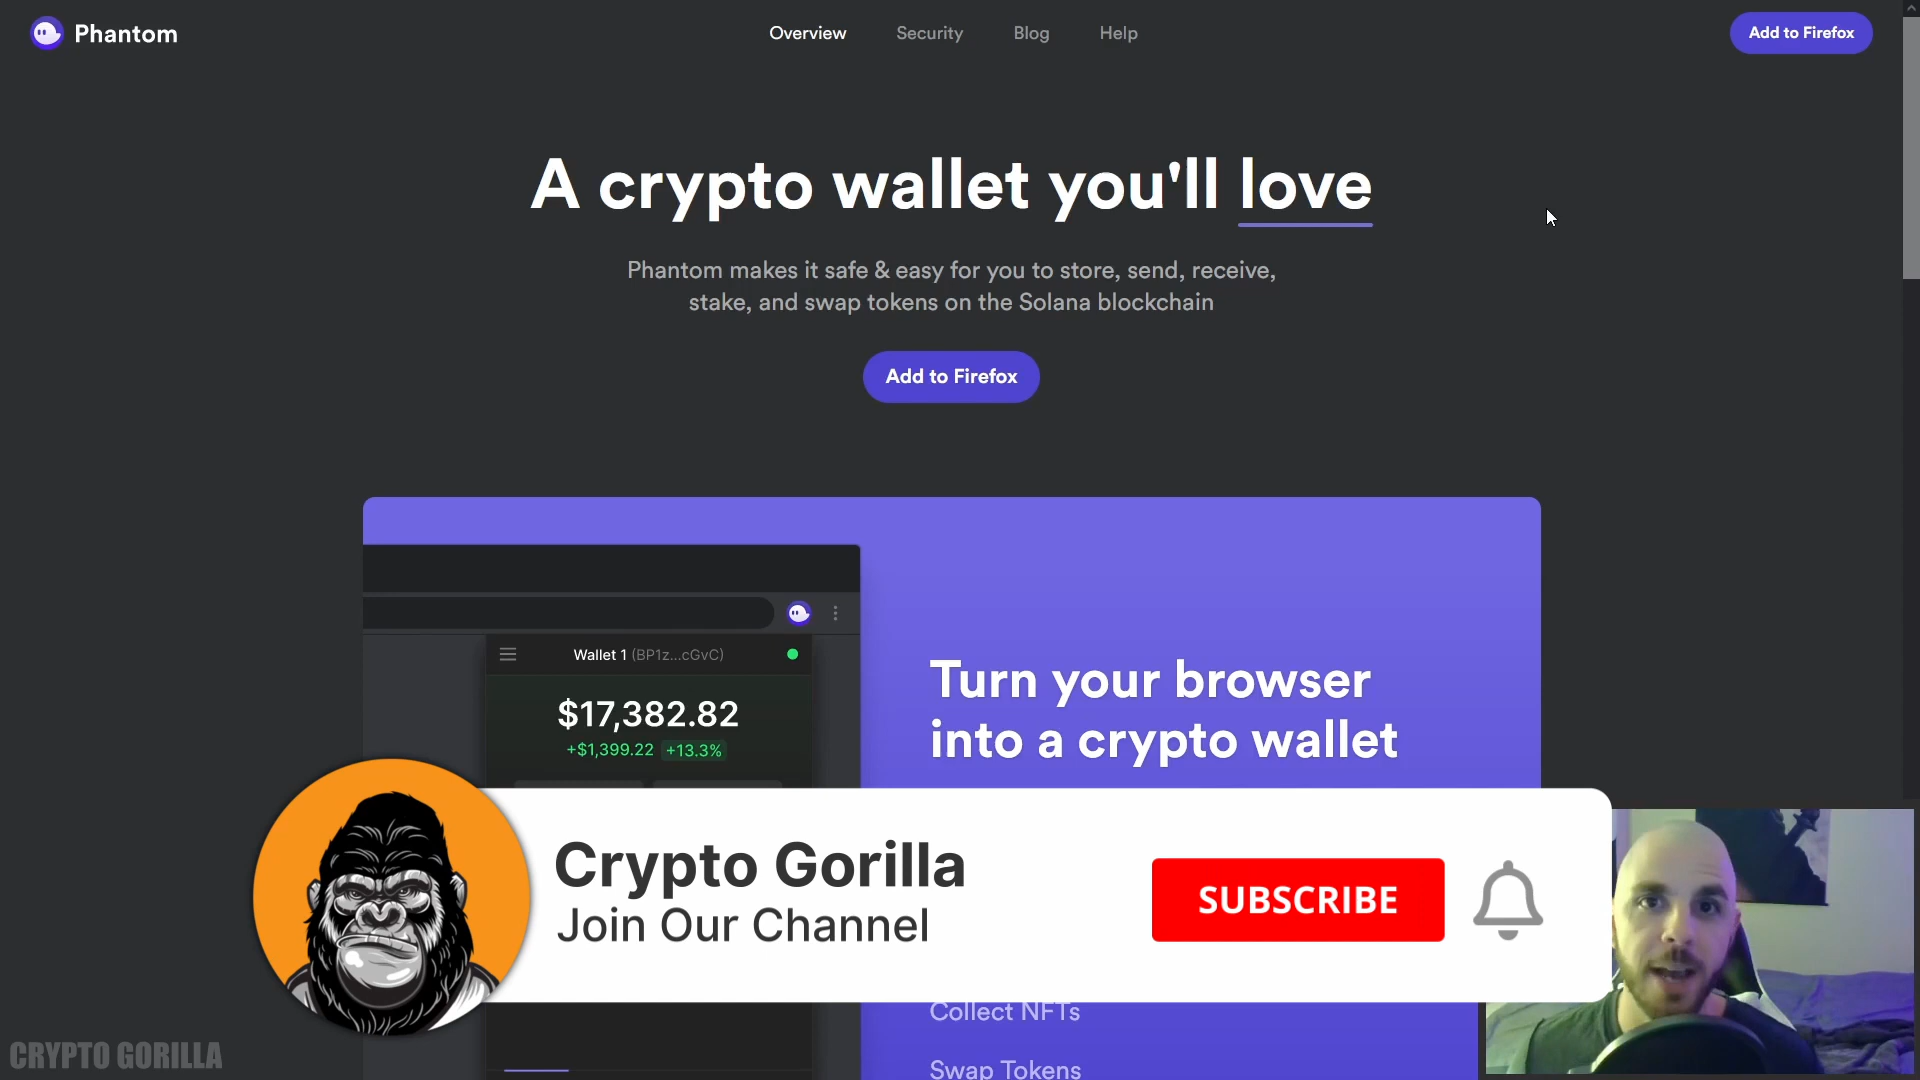 Phantom
Overview
Security
Blog
Help
Add to Firefox
A crypto wallet you'll love
Phantom makes it safe & easy for you to store, send, receive,
stake, and swap tokens on the Solana blockchain
Add to Firefox
Wallet 1 (BP1z...cGvC)
$17,382.82
+$1,399.22 +13.3%
Turn your browser
into a crypto wallet
Crypto Gorilla
Join Our Channel
SUBSCRIBE
Collect NFTs
Swap Tokens
CRYPTO GORILLA